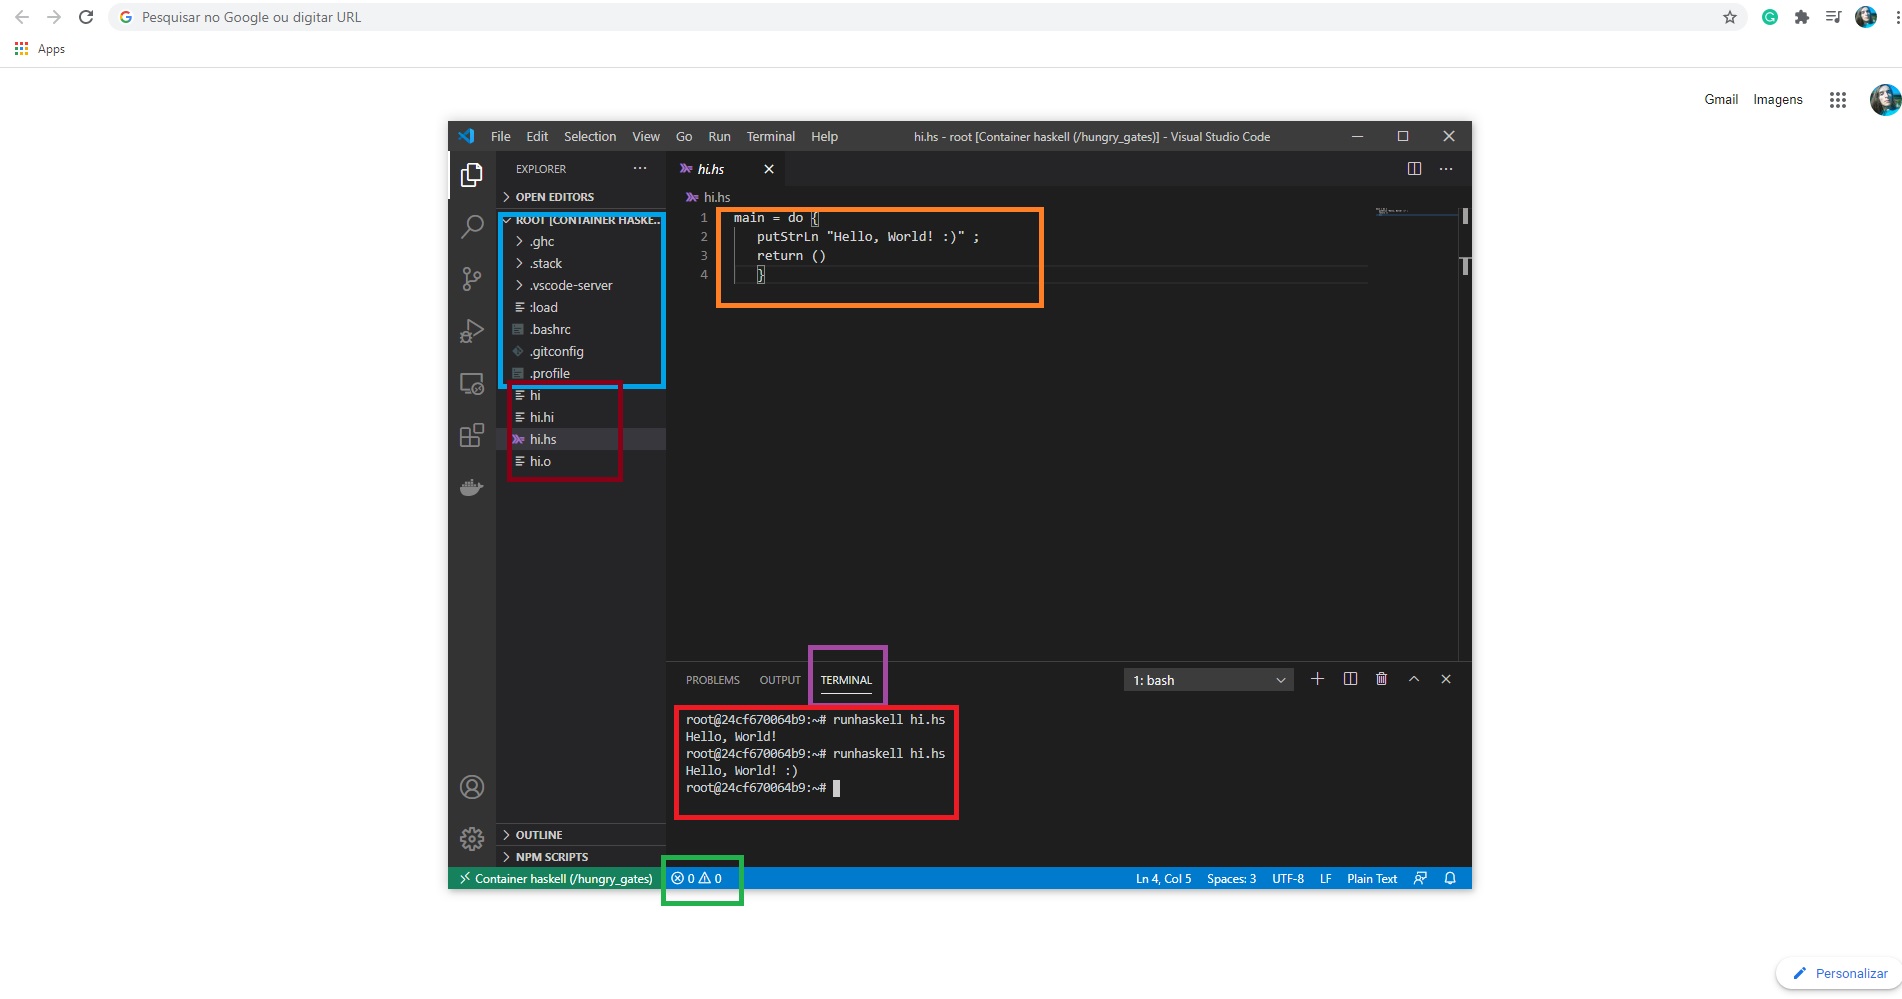 Pesquisar no Google ou digitar URL
Apps
Gmail Imagens
File Edit Selection View Go Run Terminal Help hi.hs - root [Container haskell (/hungry_gates)] - Visual Studio Code
EXPLORER
hi.hs
OPEN EDITORS
hi.hs
ROOT [CONTAINER HASKE...
.ghc
.stack
.vscode-server
:load
.bashrc
.gitconfig
.profile
hi
hi.hi
hi.hs
hi.o
1 main = do {
2 putStrLn "Hello, World! :)" ;
3 return ()
4 }
PROBLEMS OUTPUT TERMINAL 1: bash
root@24cf670064b9:~# runhaskell hi.hs
Hello, World!
root@24cf670064b9:~# runhaskell hi.hs
Hello, World! :)
root@24cf670064b9:~#
OUTLINE
NPM SCRIPTS
Container haskell (/hungry_gates) 0 0 Ln 4, Col 5 Spaces: 3 UTF-8 LF Plain Text
Personalizar